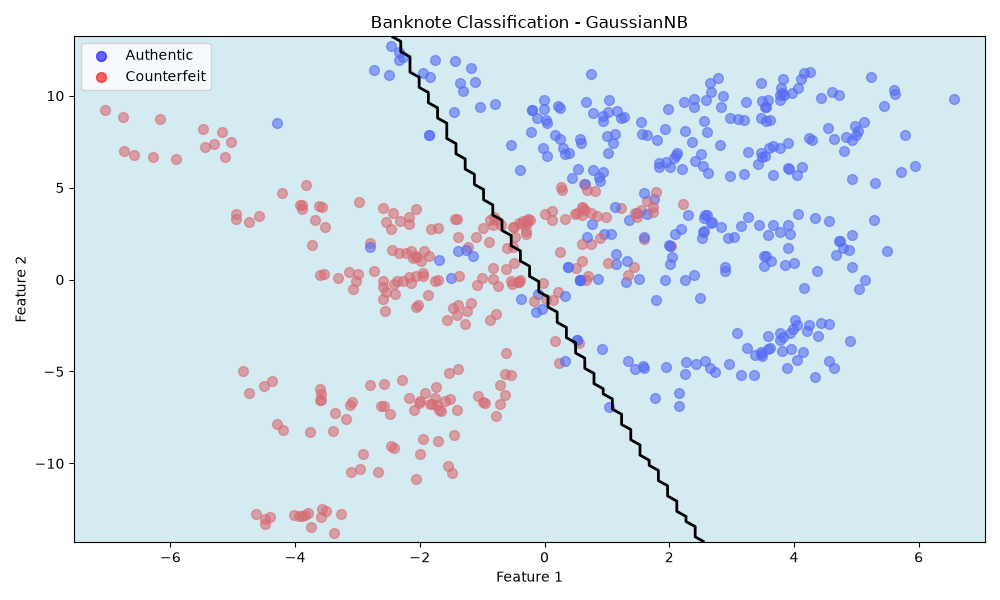 Banknote Classification - GaussianNB
Authentic
Counterfeit
10
5
0
−5
−10
Feature 2
−6
−4
−2
0
2
4
6
Feature 1